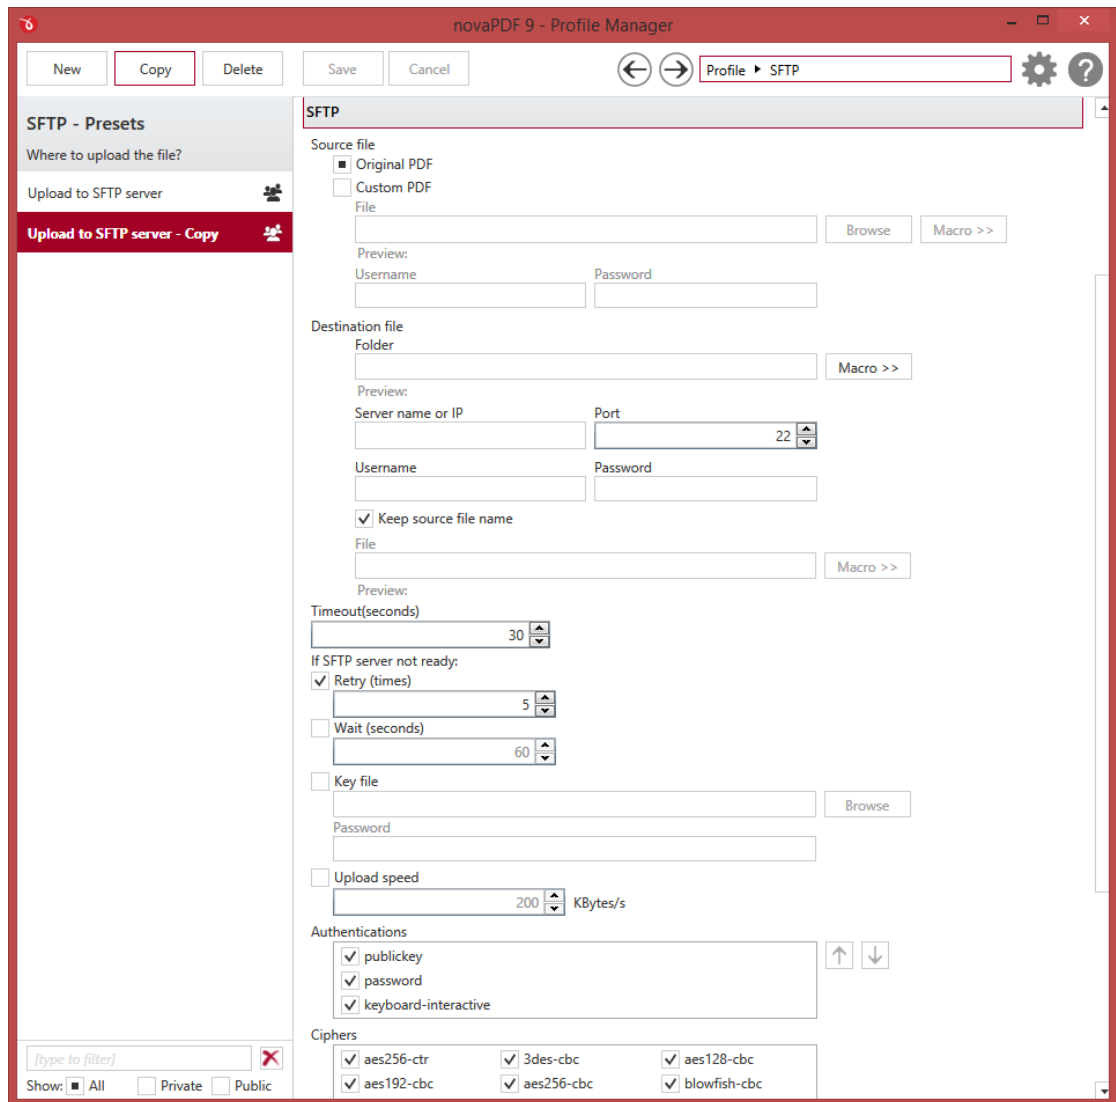 novaPDF 9 - Profile Manager
New Copy Delete Save Cancel Profile SFTP
SFTP - Presets
Where to upload the file?
Upload to SFTP server
Upload to SFTP server - Copy
[type to filter]
Show: All Private Public
SFTP
Source file
Original PDF
Custom PDF
File
Browse Macro >>
Preview:
Username Password
Destination file
Folder
Macro >>
Preview:
Server name or IP Port
22
Username Password
Keep source file name
File
Macro >>
Preview:
Timeout(seconds)
30
If SFTP server not ready:
Retry (times)
5
Wait (seconds)
60
Key file
Browse
Password
Upload speed
200 KBytes/s
Authentications
publickey
password
keyboard-interactive
Ciphers
aes256-ctr 3des-cbc aes128-cbc
aes192-cbc aes256-cbc blowfish-cbc